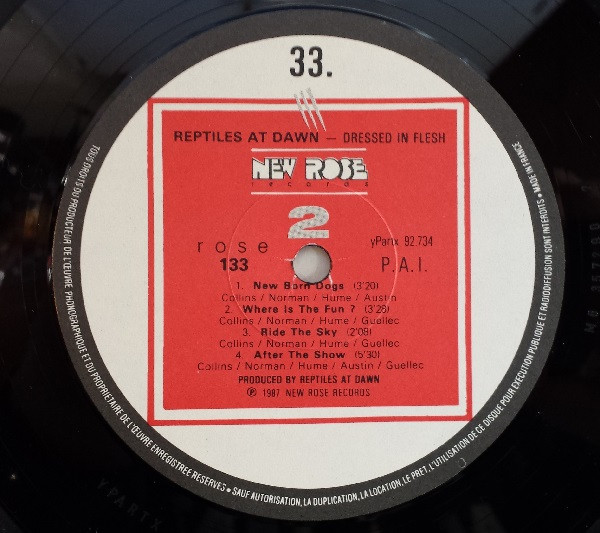 33.
REPTILES AT DAWN — DRESSED IN FLESH
NEW ROSE
records
2
rose
133
yParix 92.734
P.A.I.
1. New Born Dogs (3'20)
Collins / Norman / Hume / Austin
2. Where Is The Fun ? (3'28)
Collins / Norman / Hume / Guellec
3. Ride The Sky (2'08)
Collins / Norman / Hume / Guellec
4. After The Show (5'30)
Collins / Norman / Hume / Austin / Guellec
PRODUCED BY REPTILES AT DAWN
℗ 1987 NEW ROSE RECORDS
TOUS DROITS DU PRODUCTEUR DE L'ŒUVRE PHONOGRAPHIQUE ET DU PROPRIETAIRE DE L'ŒUVRE ENREGISTREE RESERVES • SAUF AUTORISATION, LA DUPLICATION, LA LOCATION, LE PRET, L'UTILISATION DE CE DISQUE POUR EXECUTION PUBLIQUE ET RADIODIFFUSION SONT INTERDITS • MADE IN FRANCE